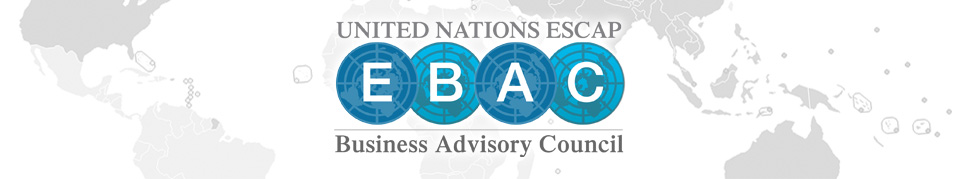 UNITED NATIONS ESCAP
EBAC
Business Advisory Council